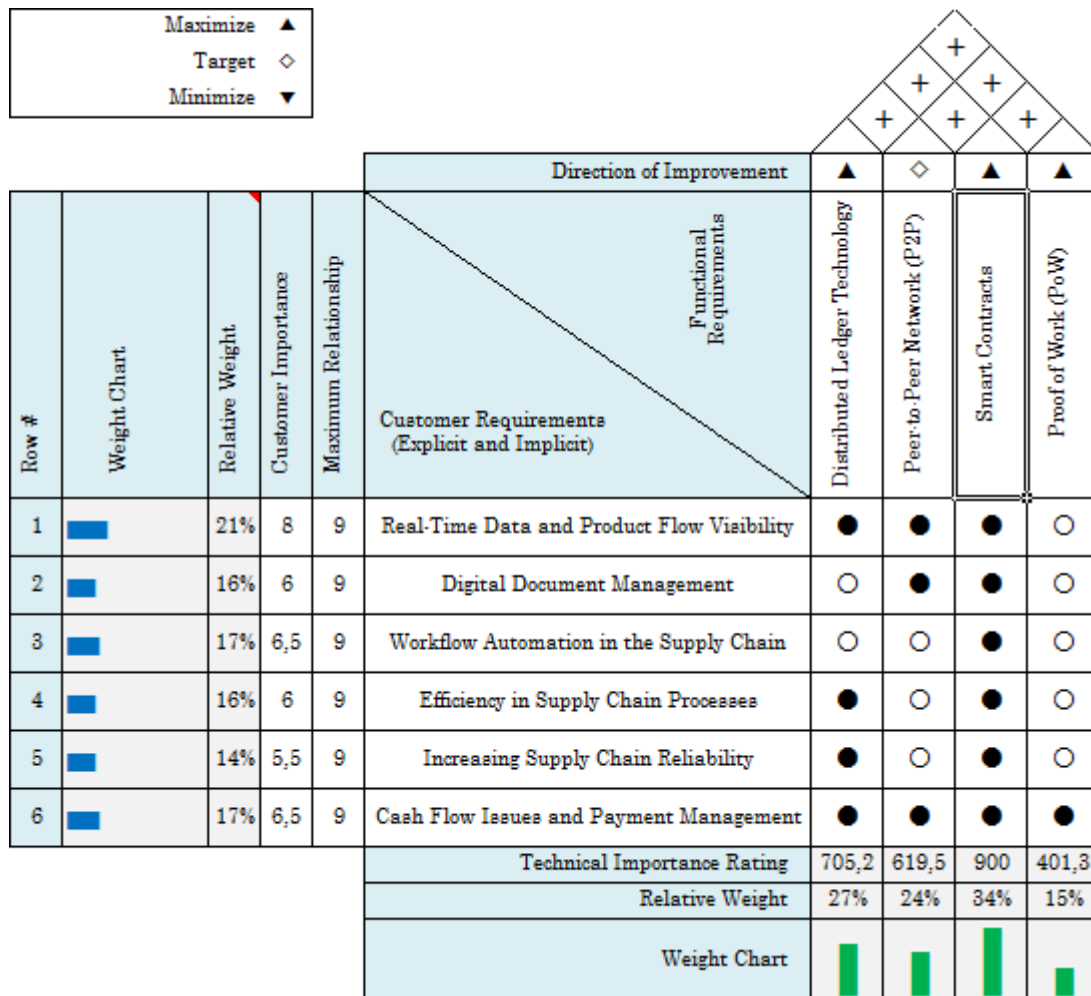 Maximize ▲
Target ◇
Minimize ▼
+
+ +
+ + +
Direction of Improvement ▲ ◇ ▲ ▲
Row #
Weight Chart
Relative Weight
Customer Importance
Maximum Relationship
Functional
Requirements
Customer Requirements
(Explicit and Implicit)
Distributed Ledger Technology
Peer-to-Peer Network (P2P)
Smart Contracts
Proof of Work (PoW)
1 21% 8 9 Real-Time Data and Product Flow Visibility ● ● ● ○
2 16% 6 9 Digital Document Management ○ ● ● ○
3 17% 6,5 9 Workflow Automation in the Supply Chain ○ ○ ● ○
4 16% 6 9 Efficiency in Supply Chain Processes ● ○ ● ○
5 14% 5,5 9 Increasing Supply Chain Reliability ● ○ ● ○
6 17% 6,5 9 Cash Flow Issues and Payment Management ● ● ● ●
Technical Importance Rating 705,2 619,5 900 401,3
Relative Weight 27% 24% 34% 15%
Weight Chart